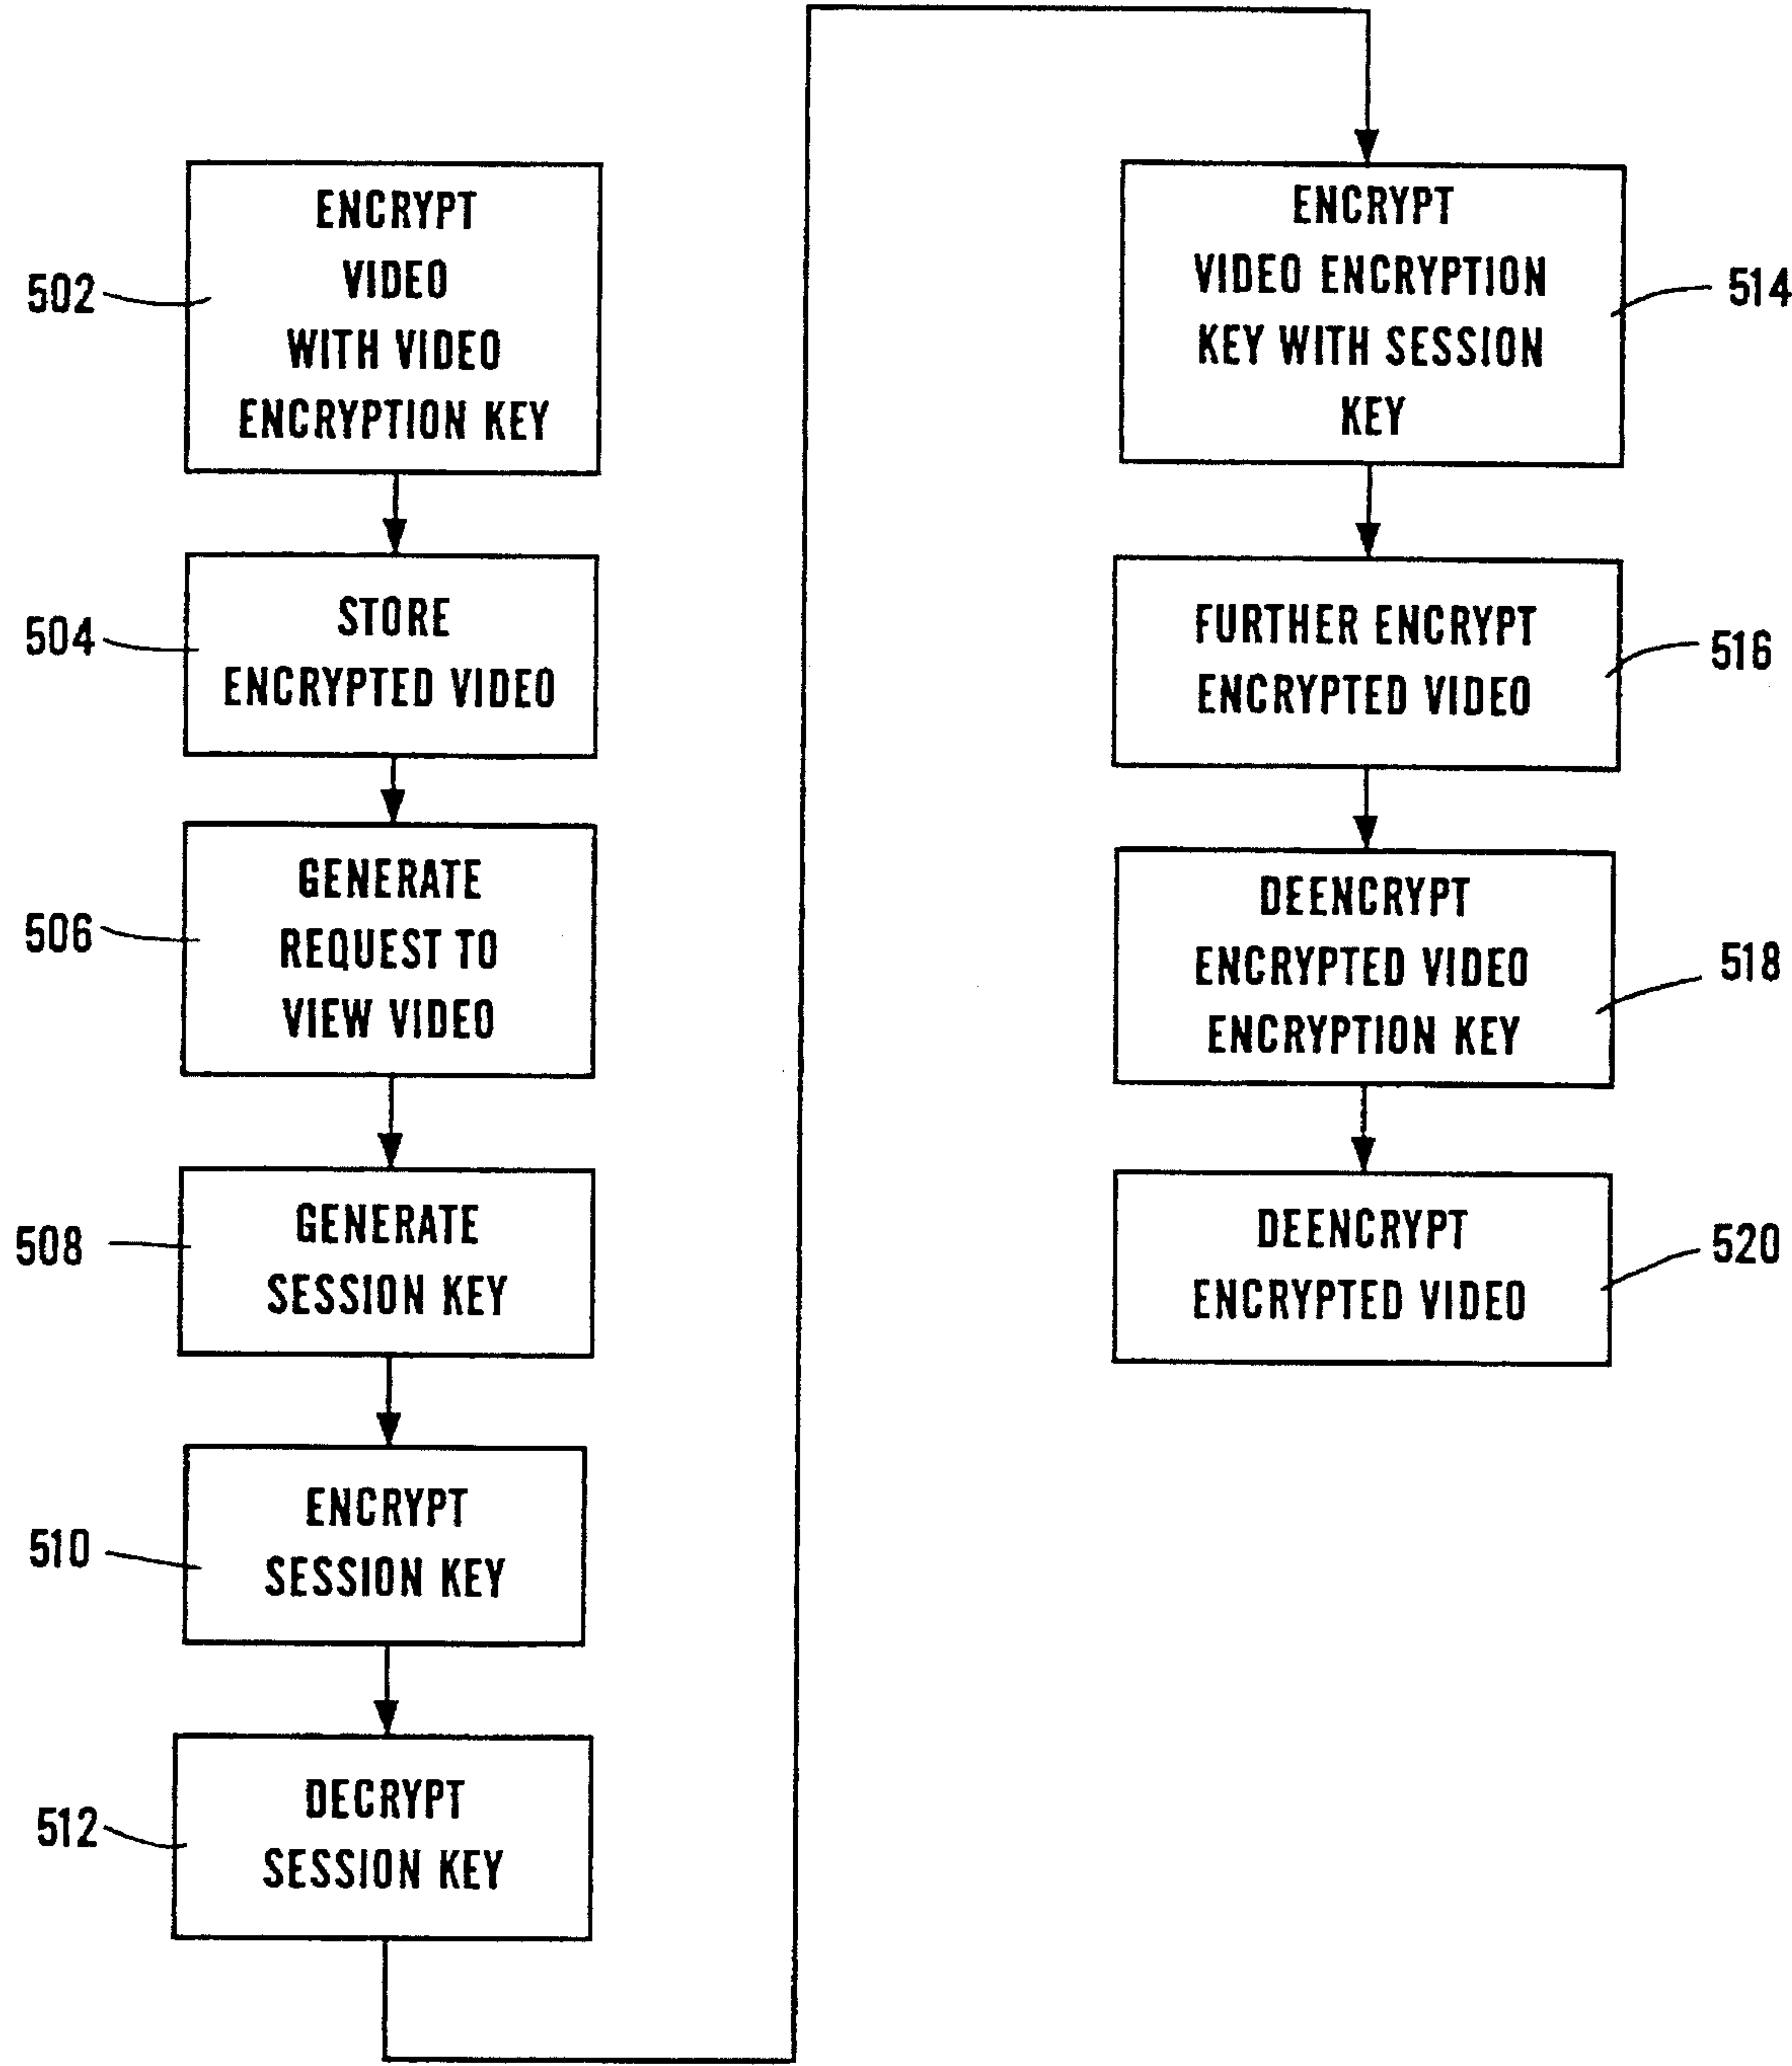 502
ENCRYPT
VIDEO
WITH VIDEO
ENCRYPTION KEY
504
STORE
ENCRYPTED VIDEO
506
GENERATE
REQUEST TO
VIEW VIDEO
508
GENERATE
SESSION KEY
510
ENCRYPT
SESSION KEY
512
DECRYPT
SESSION KEY
ENCRYPT
VIDEO ENCRYPTION
KEY WITH SESSION
KEY
514
FURTHER ENCRYPT
ENCRYPTED VIDEO
516
DEENCRYPT
ENCRYPTED VIDEO
ENCRYPTION KEY
518
DEENCRYPT
ENCRYPTED VIDEO
520